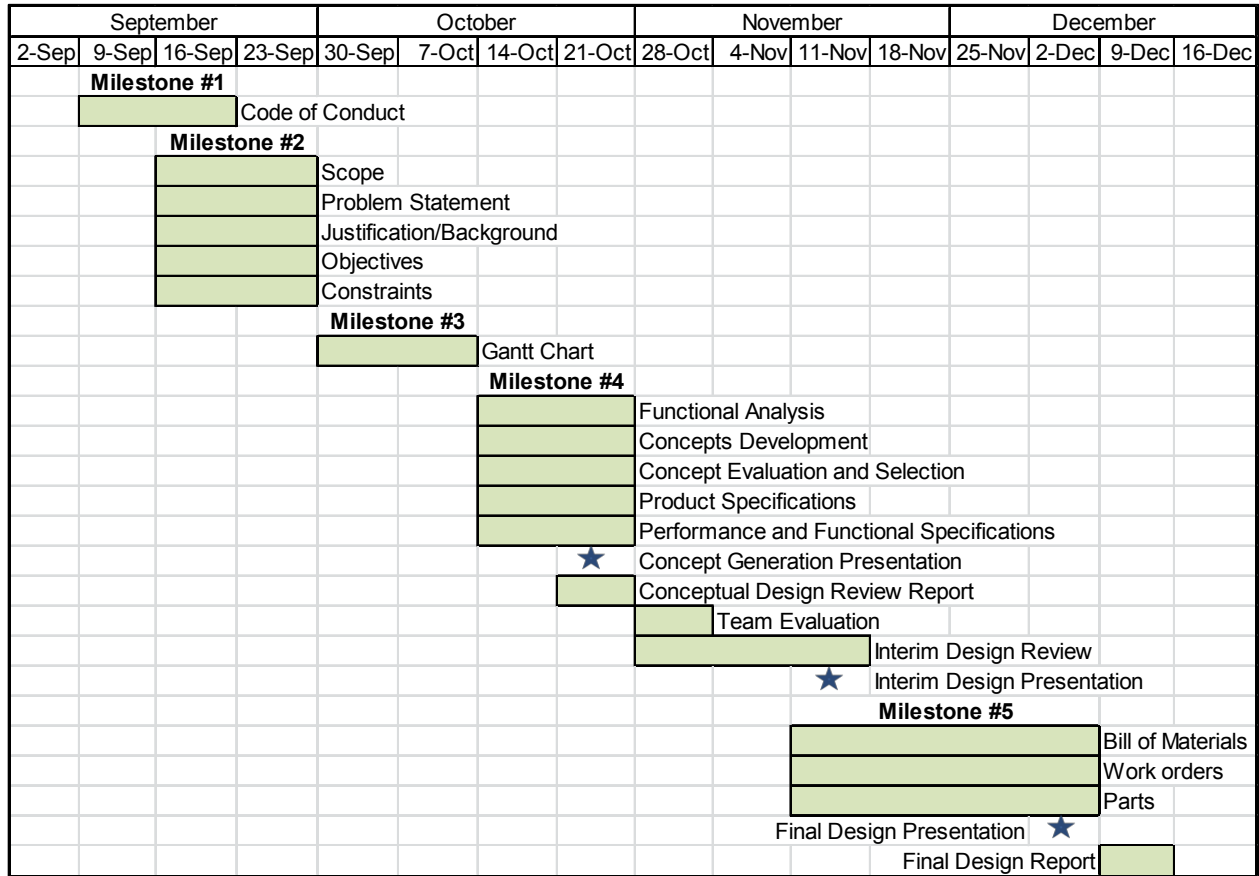 September October November December
2-Sep 9-Sep 16-Sep 23-Sep 30-Sep 7-Oct 14-Oct 21-Oct 28-Oct 4-Nov 11-Nov 18-Nov 25-Nov 2-Dec 9-Dec 16-Dec
Milestone #1
Code of Conduct
Milestone #2
Scope
Problem Statement
Justification/Background
Objectives
Constraints
Milestone #3
Gantt Chart
Milestone #4
Functional Analysis
Concepts Development
Concept Evaluation and Selection
Product Specifications
Performance and Functional Specifications
Concept Generation Presentation
Conceptual Design Review Report
Team Evaluation
Interim Design Review
Interim Design Presentation
Milestone #5
Bill of Materials
Work orders
Parts
Final Design Presentation
Final Design Report